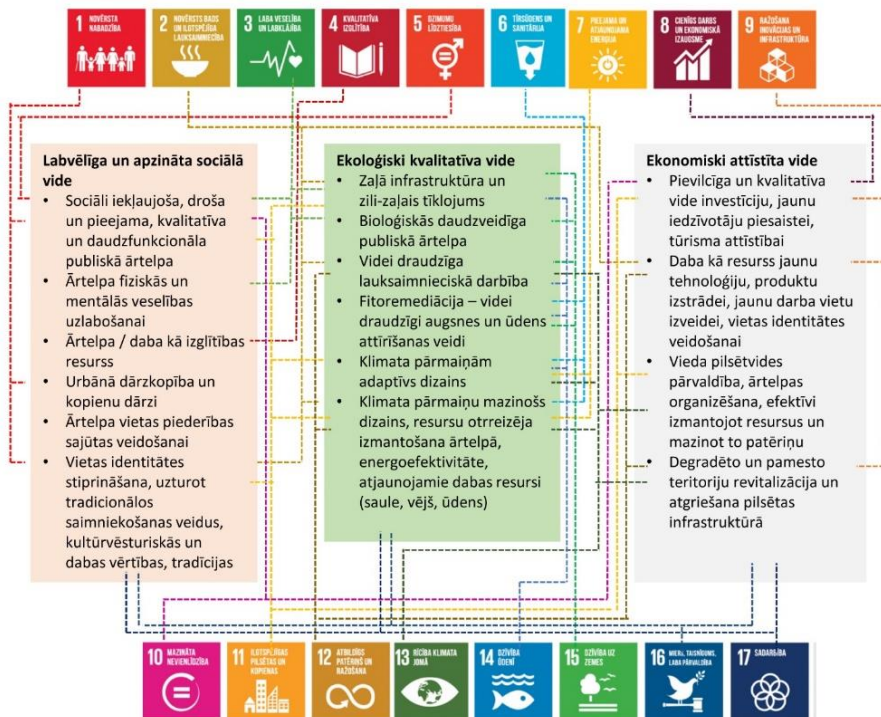 1 NOVĒRSTA
NABADZĪBA
2 NOVĒRSTS BADS
UN ILGTSPĒJĪGA
LAUKSAIMNIECĪBA
3 LABA VESELĪBA
UN LABKLĀJĪBA
4 KVALITATĪVA
IZGLĪTĪBA
5 DZIMUMU
LĪDZTIESĪBA
6 TĪRS ŪDENS UN
SANITĀRIJA
7 PIEEJAMA UN
ATJAUNOJAMA
ENERĢIJA
8 CIENĪGS DARBS
UN EKONOMISKĀ
IZAUGSME
9 RAŽOŠANA
INOVĀCIJAS UN
INFRASTRUKTŪRA
Labvēlīga un apzināta sociālā
vide
• Sociāli iekļaujoša, droša
un pieejama, kvalitatīva
un daudzfunkcionāla
publiskā ārtelpa
• Ārtelpa fiziskās un
mentālās veselības
uzlabošanai
• Ārtelpa / daba kā izglītības
resurss
• Urbānā dārzkopība un
kopienu dārzi
• Ārtelpa vietas piederības
sajūtas veidošanai
• Vietas identitātes
stiprināšana, uzturot
tradicionālos
saimniekošanas veidus,
kultūrvēsturiskās un
dabas vērtības, tradīcijas
Ekoloģiski kvalitatīva vide
• Zaļā infrastruktūra un
zili-zaļais tīklojums
• Bioloģiskās daudzveidīga
publiskā ārtelpa
• Videi draudzīga
lauksaimnieciskā darbība
• Fitoremediācija – videi
draudzīgi augsnes un ūdens
attīrīšanas veidi
• Klimata pārmaiņām
adaptīvs dizains
• Klimata pārmaiņu mazinošs
dizains, resursu otrreizēja
izmantošana ārtelpā,
energoefektivitāte,
atjaunojamie dabas resursi
(saule, vējš, ūdens)
Ekonomiski attīstīta vide
• Pievilcīga un kvalitatīva
vide investīciju, jaunu
iedzīvotāju piesaistei,
tūrisma attīstībai
• Daba kā resurss jaunu
tehnoloģiju, produktu
izstrādei, jaunu darba vietu
izveidei, vietas identitātes
veidošanai
• Vieda pilsētvides
pārvaldība, ārtelpas
organizēšana, efektīvi
izmantojot resursus un
mazinot to patēriņu
• Degradēto un pamesto
teritoriju revitalizācija un
atgriešana pilsētas
infrastruktūrā
10 MAZINĀTA
NEVIENLĪDZĪBA
11 ILGTSPĒJĪGAS
PILSĒTAS UN
KOPIENAS
12 ATBILDĪGS
PATĒRIŅŠ UN
RAŽOŠANA
13 RĪCĪBA KLIMATA
JOMĀ
14 DZĪVĪBA
ŪDENĪ
15 DZĪVĪBA UZ
ZEMES
16 MIERS, TAISNĪGUMS,
LABA PĀRVALDĪBA
17 SADARBĪBA